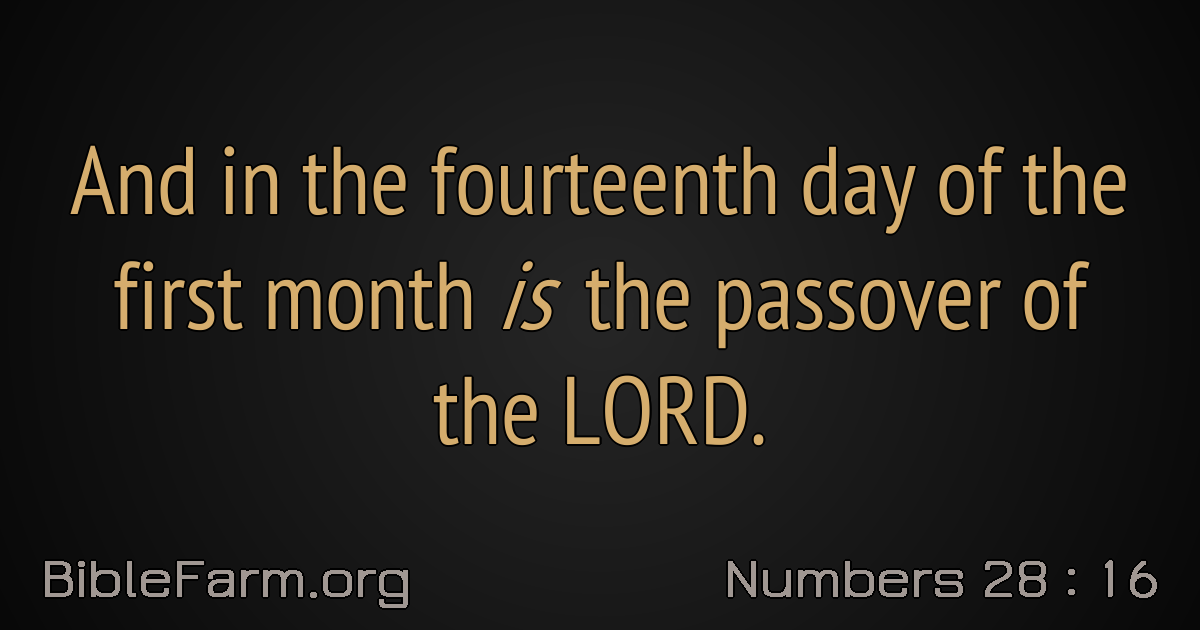 And in the fourteenth day of the
first month is the passover of
the LORD.
BibleFarm.org
Numbers 28 : 16